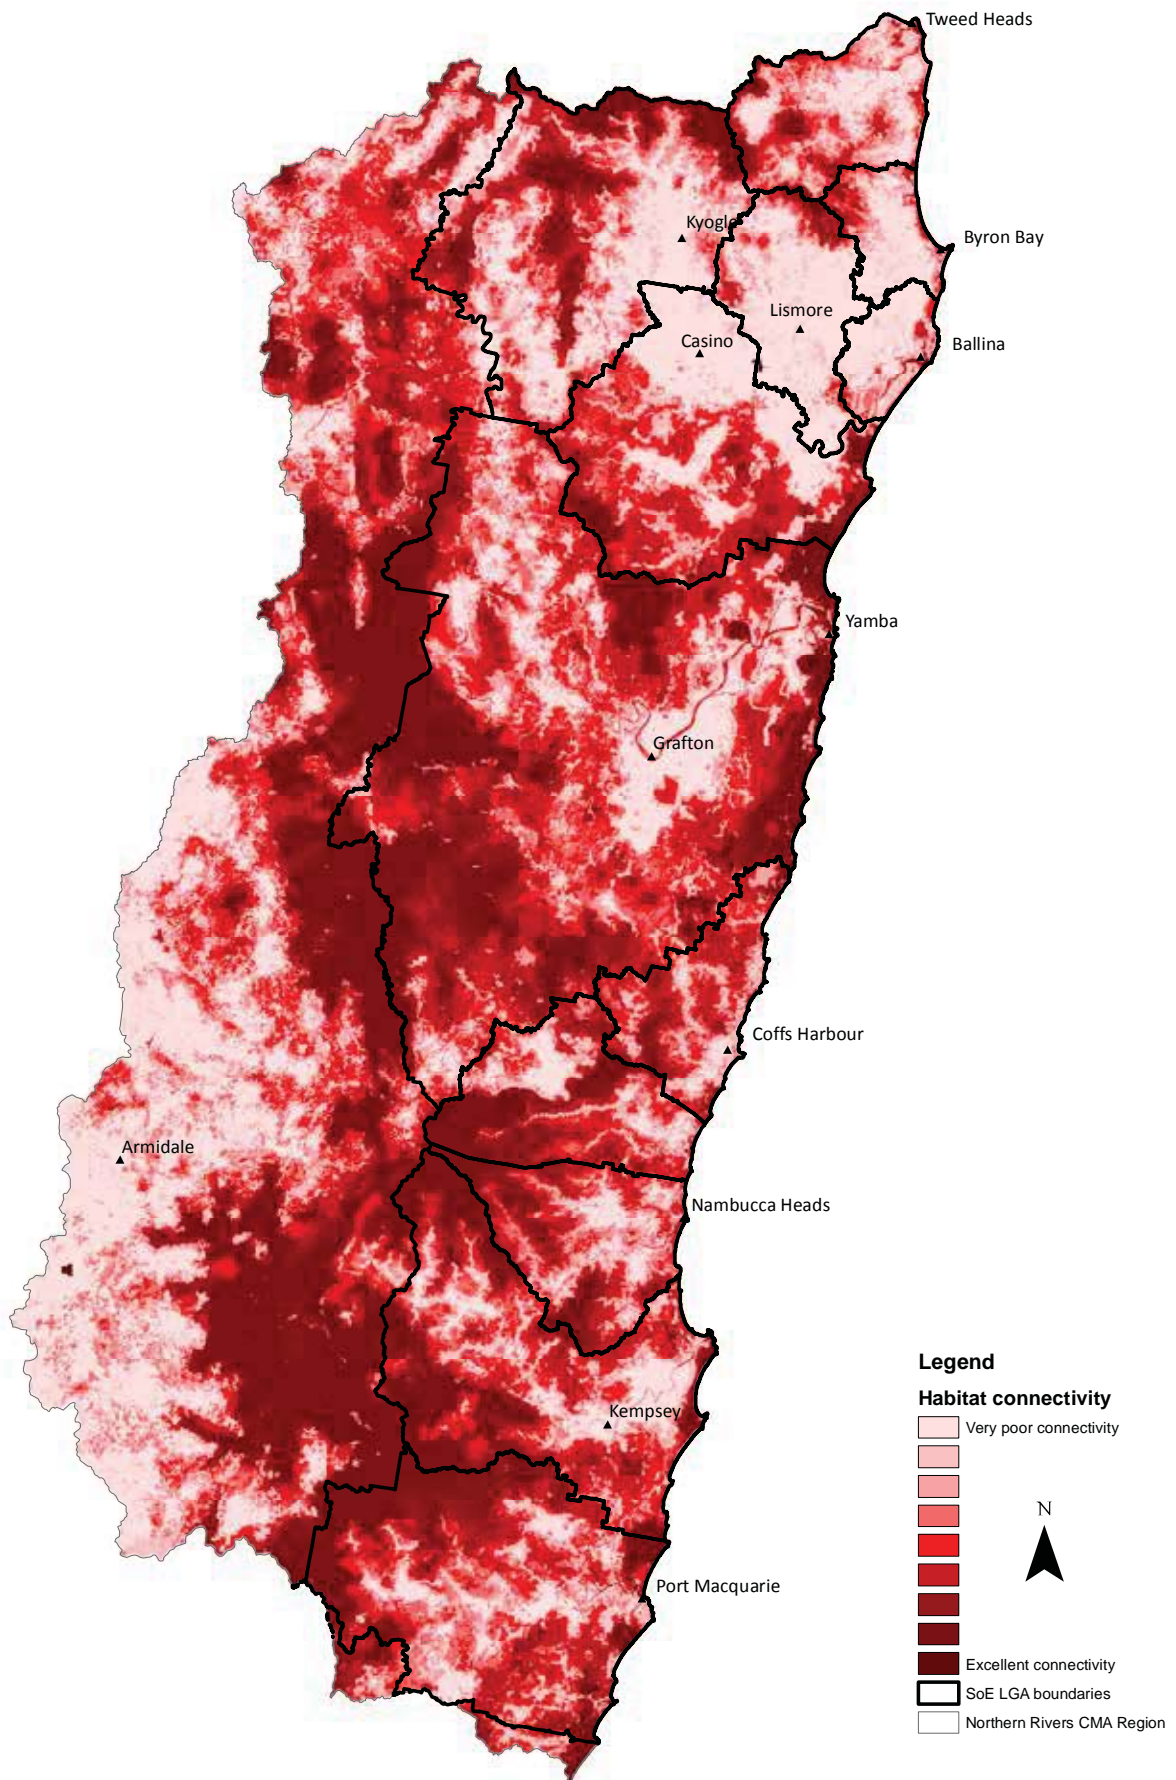 Tweed Heads
Kyogle
Byron Bay
Lismore
Casino
Ballina
Yamba
Grafton
Coffs Harbour
Armidale
Nambucca Heads
Kempsey
Port Macquarie
Legend
Habitat connectivity
Very poor connectivity
N
Excellent connectivity
SoE LGA boundaries
Northern Rivers CMA Region